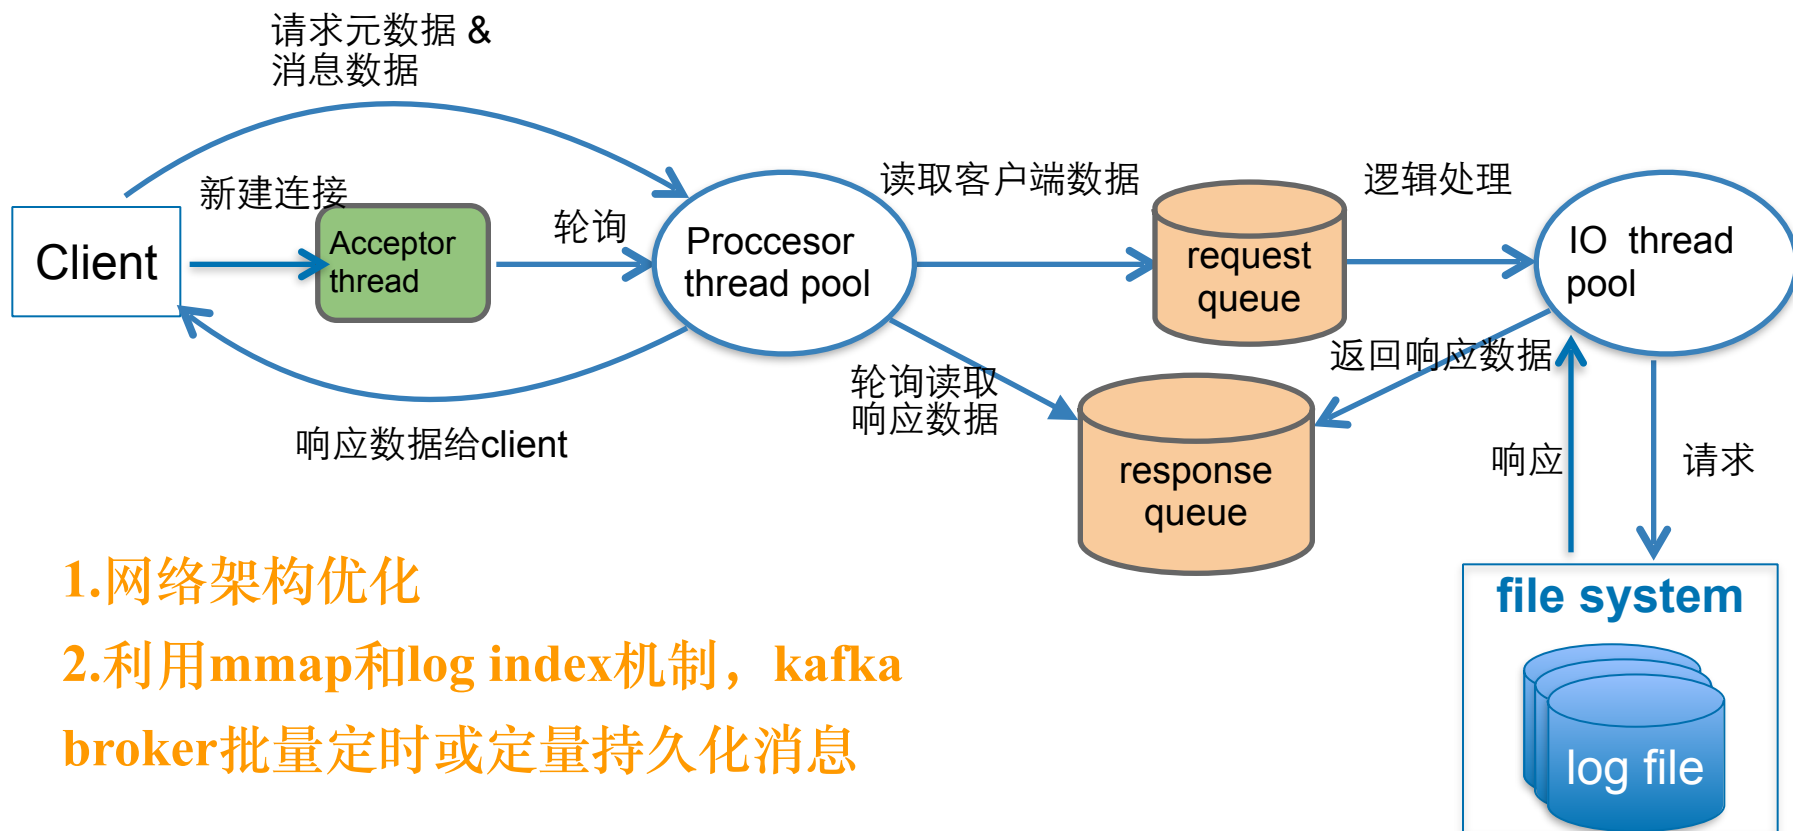 请求元数据 &
消息数据
新建连接
Client
Acceptor
thread
轮询
Proccesor
thread pool
读取客户端数据
request
queue
逻辑处理
IO thread
pool
响应数据给client
轮询读取
响应数据
response
queue
返回响应数据
响应
请求
file system
log file
1.网络架构优化
2.利用mmap和log index机制，kafka
broker批量定时或定量持久化消息